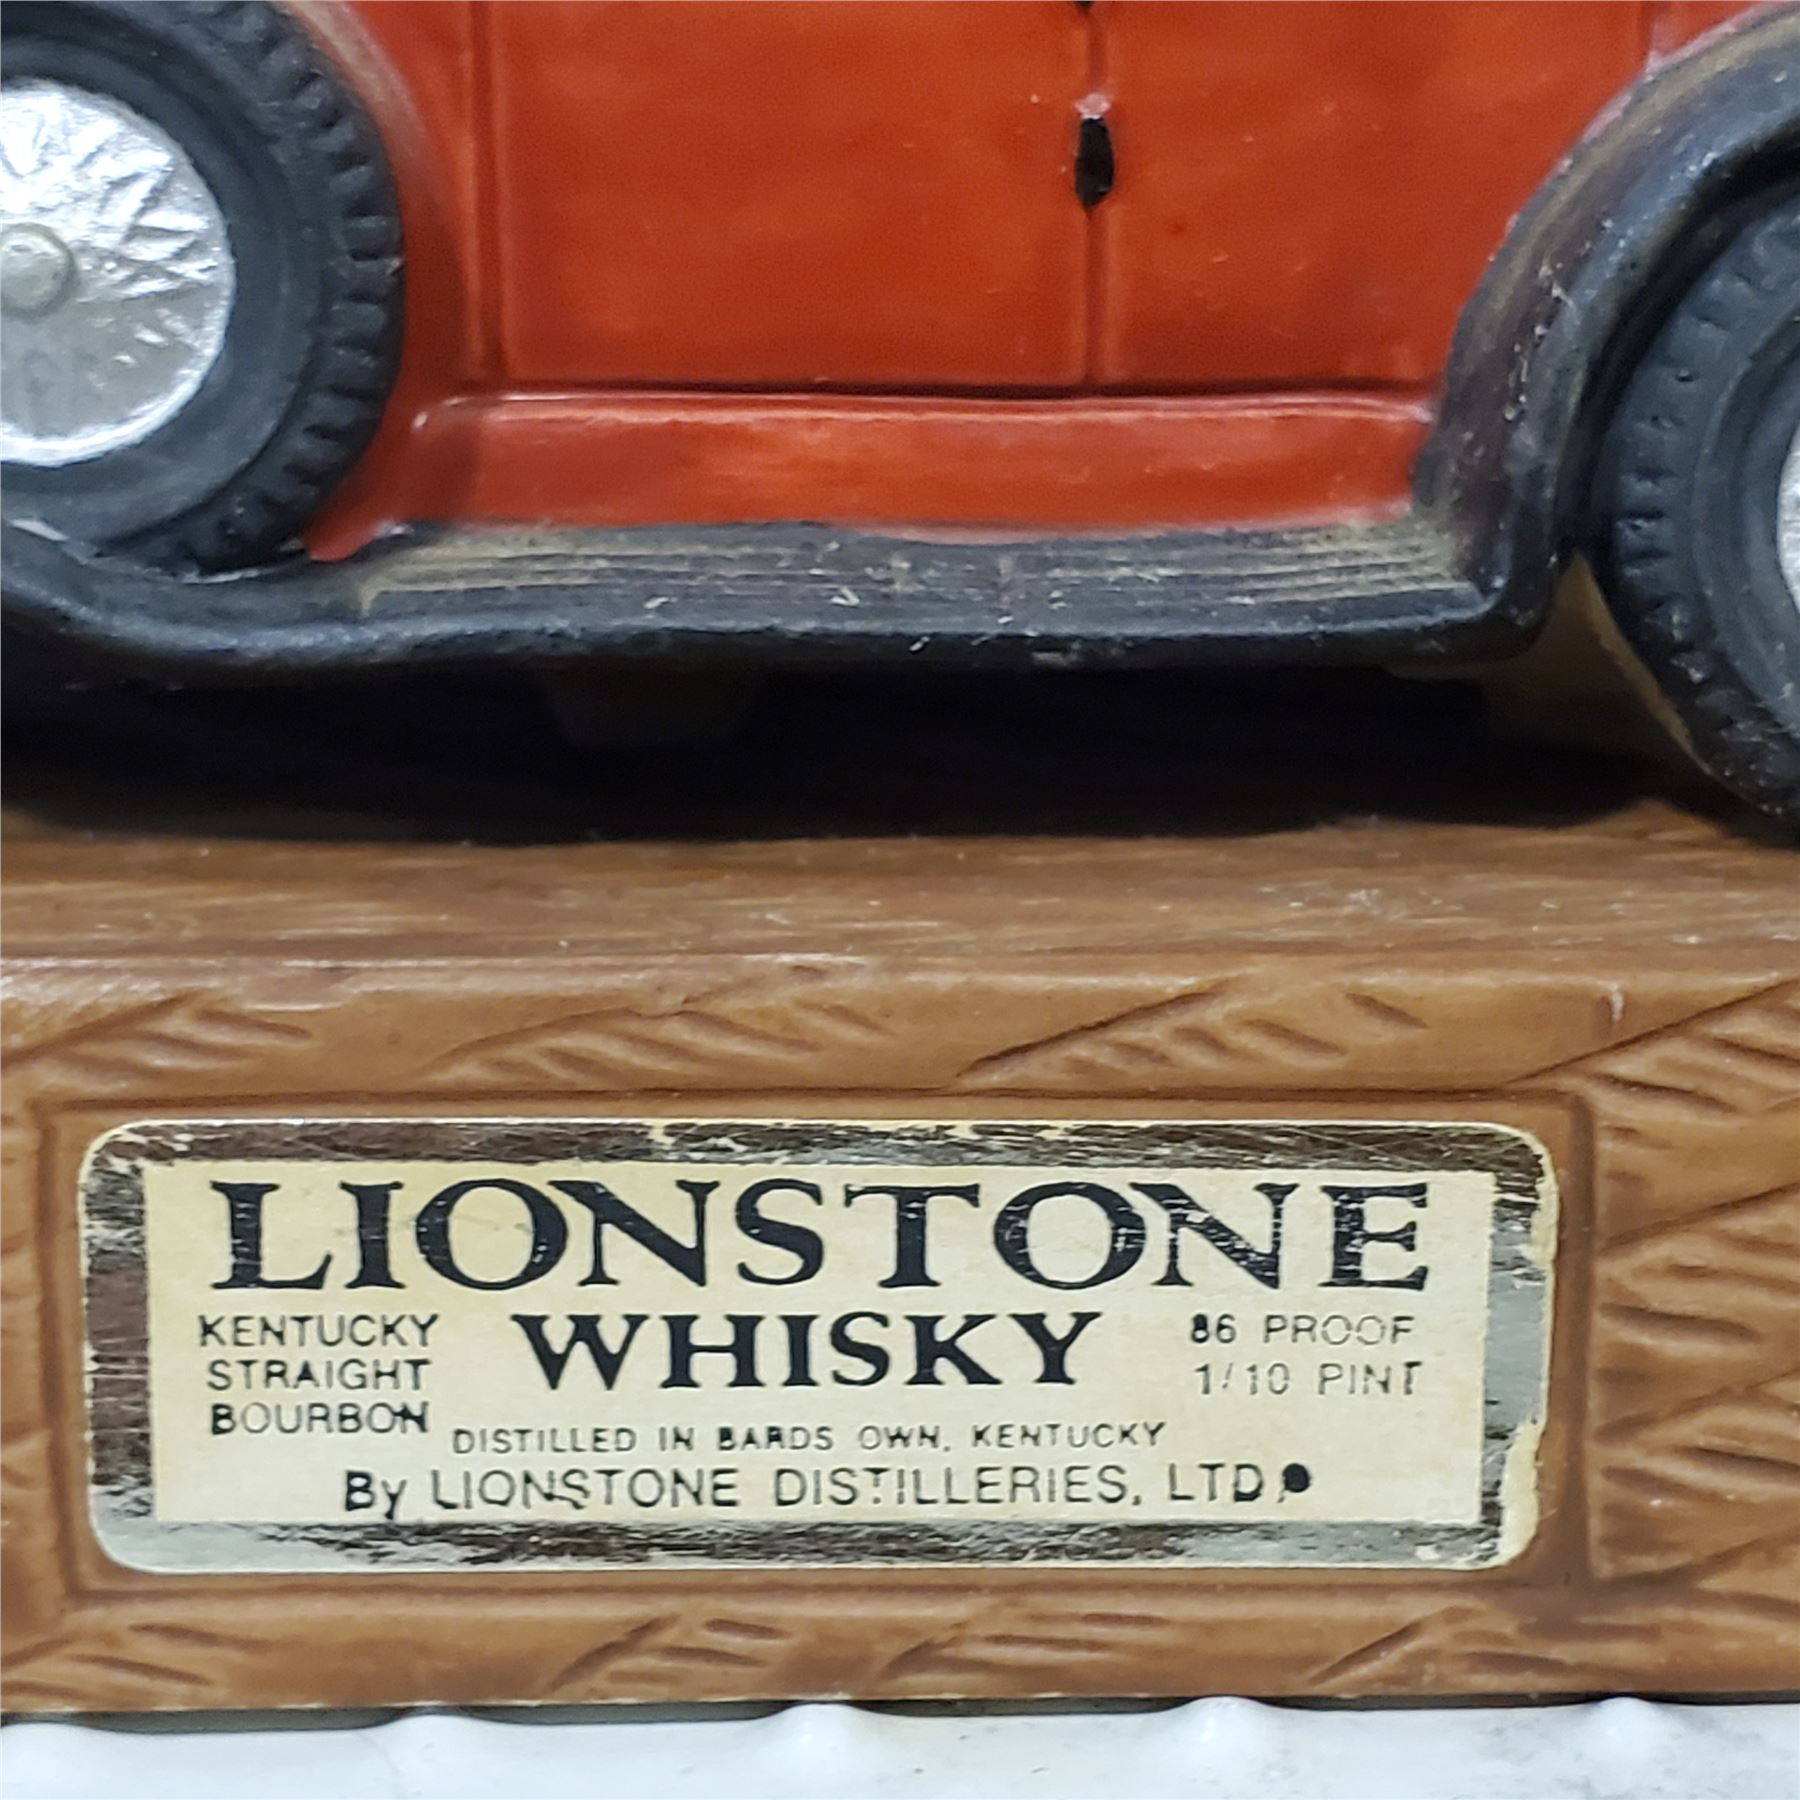 LIONSTONE
KENTUCKY
STRAIGHT
BOURBON
WHISKY
86 PROOF
1/10 PINT
DISTILLED IN BARDS OWN, KENTUCKY
By LIONSTONE DISTILLERIES, LTD.